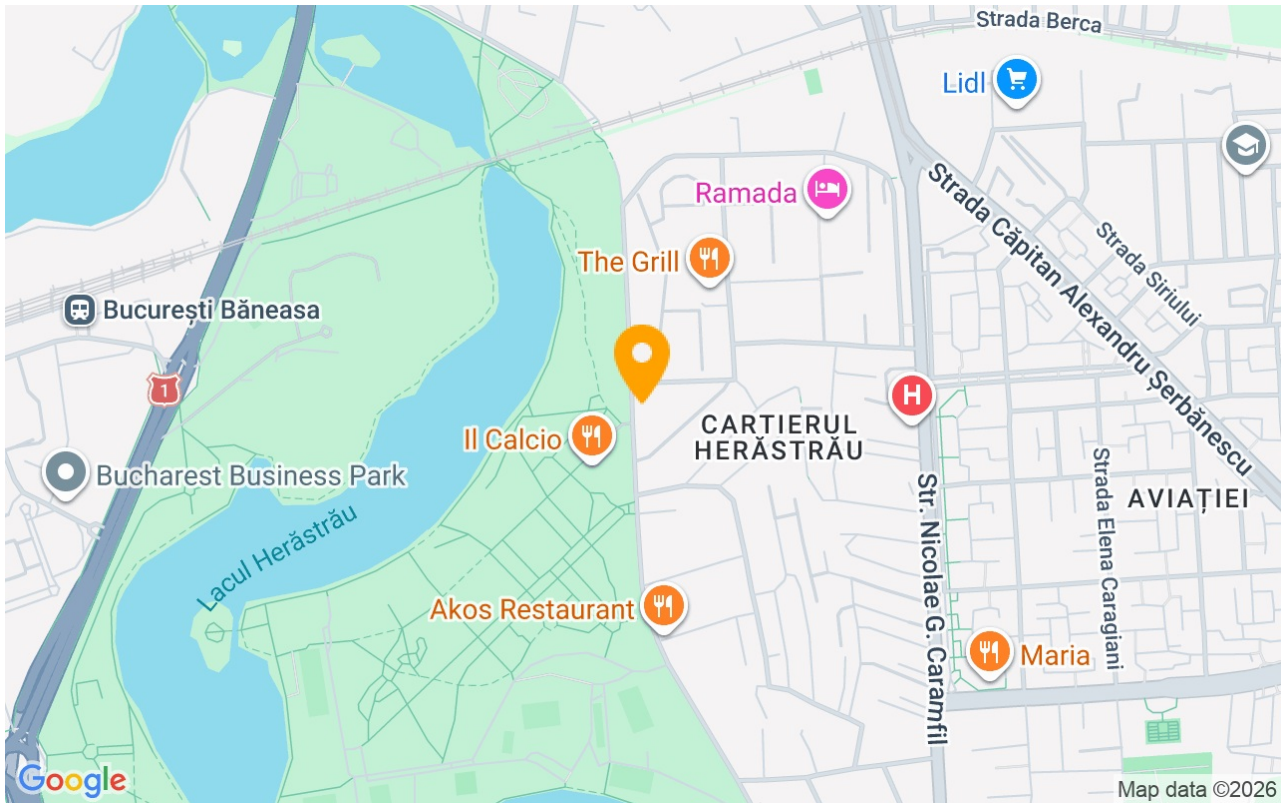 Strada Berca
Lidl
Strada Căpitan Alexandru Șerbănescu
Ramada
Strada Siriului
The Grill
București Băneasa
1
H
CARTIERUL
HERĂSTRĂU
Il Calcio
Bucharest Business Park
Str. Nicolae G. Caramfil
Strada Elena Caragiani
AVIAȚIEI
Lacul Herăstrău
Akos Restaurant
Maria
Google
Map data ©2026